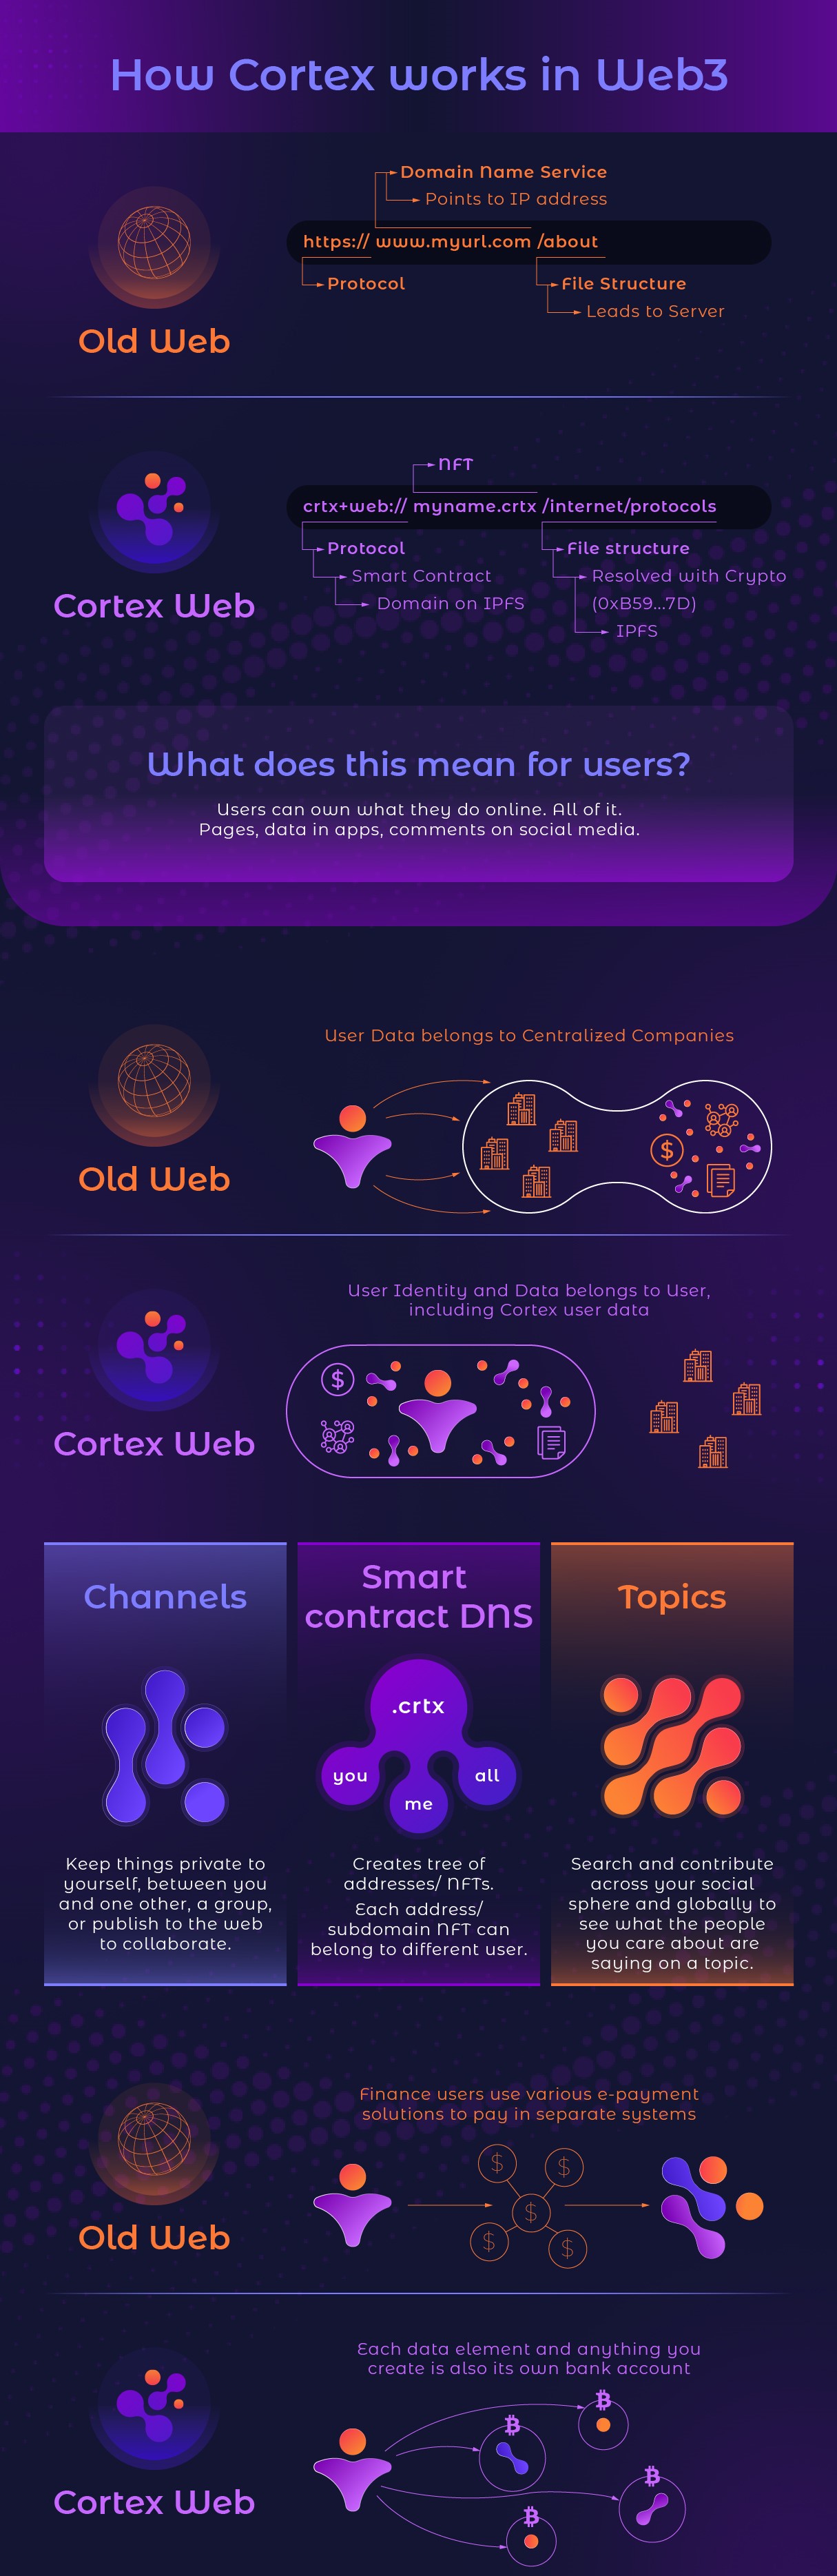 How Cortex works in Web3
Domain Name Service
Points to IP address
https:// www.myurl.com /about
Protocol
File Structure
Leads to Server
Old Web
NFT
crtx+web:// myname.crtx /internet/protocols
Protocol
File structure
Smart Contract
Resolved with Crypto
Domain on IPFS
(0xB59...7D)
IPFS
Cortex Web
What does this mean for users?
Users can own what they do online. All of it.
Pages, data in apps, comments on social media.
User Data belongs to Centralized Companies
$
Old Web
User Identity and Data belongs to User,
including Cortex user data
$
Cortex Web
Channels
Keep things private to
yourself, between you
and one other, a group,
or publish to the web
to collaborate.
Smart
contract DNS
.crtx
you
me
all
Creates tree of
addresses/ NFTs.
Each address/
subdomain NFT can
belong to different user.
Topics
Search and contribute
across your social
sphere and globally to
see what the people
you care about are
saying on a topic.
Finance users use various e-payment
solutions to pay in separate systems
$
$
$
$
$
Old Web
Each data element and anything you
create is also its own bank account
₿
₿
₿
₿
Cortex Web